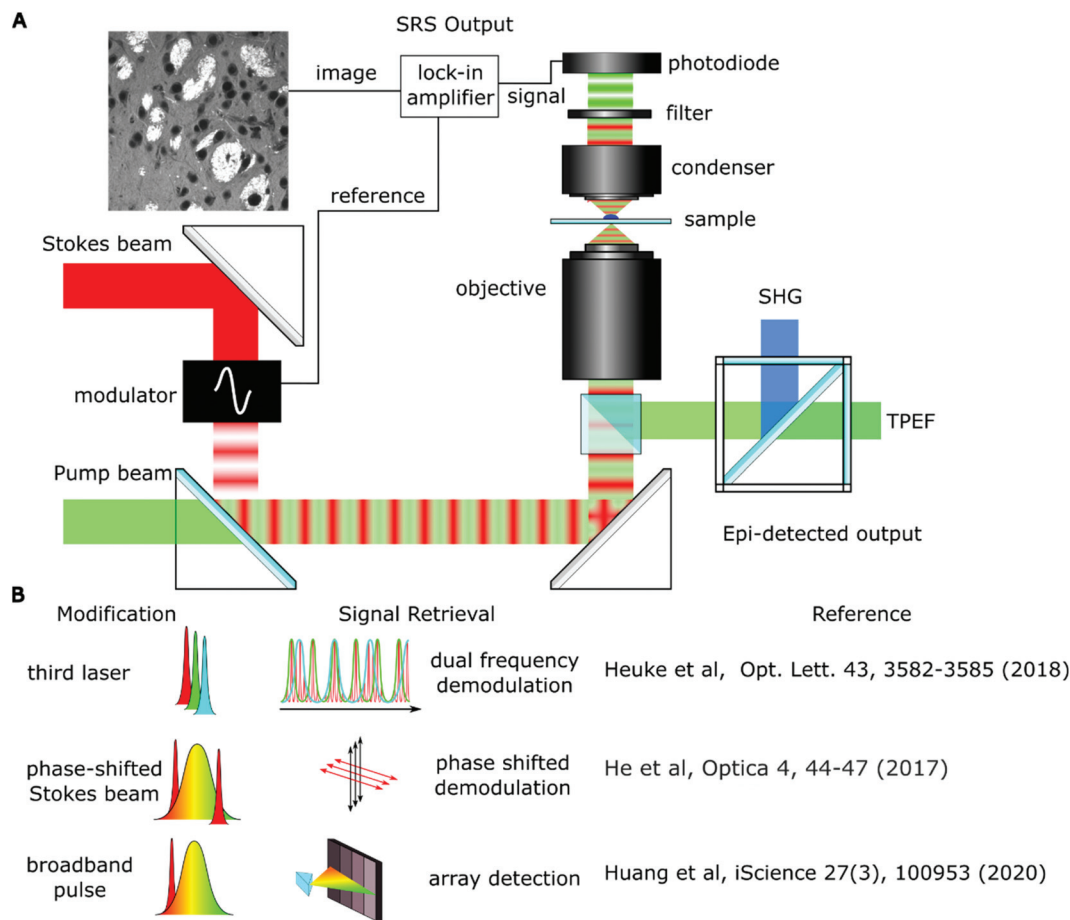 A
SRS Output
image
lock-in
amplifier
signal
photodiode
filter
condenser
reference
sample
Stokes beam
objective
SHG
modulator
TPEF
Pump beam
Epi-detected output
B
Modification
Signal Retrieval
Reference
third laser
dual frequency
demodulation
Heuke et al, Opt. Lett. 43, 3582-3585 (2018)
phase-shifted
Stokes beam
phase shifted
demodulation
He et al, Optica 4, 44-47 (2017)
broadband
pulse
array detection
Huang et al, iScience 27(3), 100953 (2020)